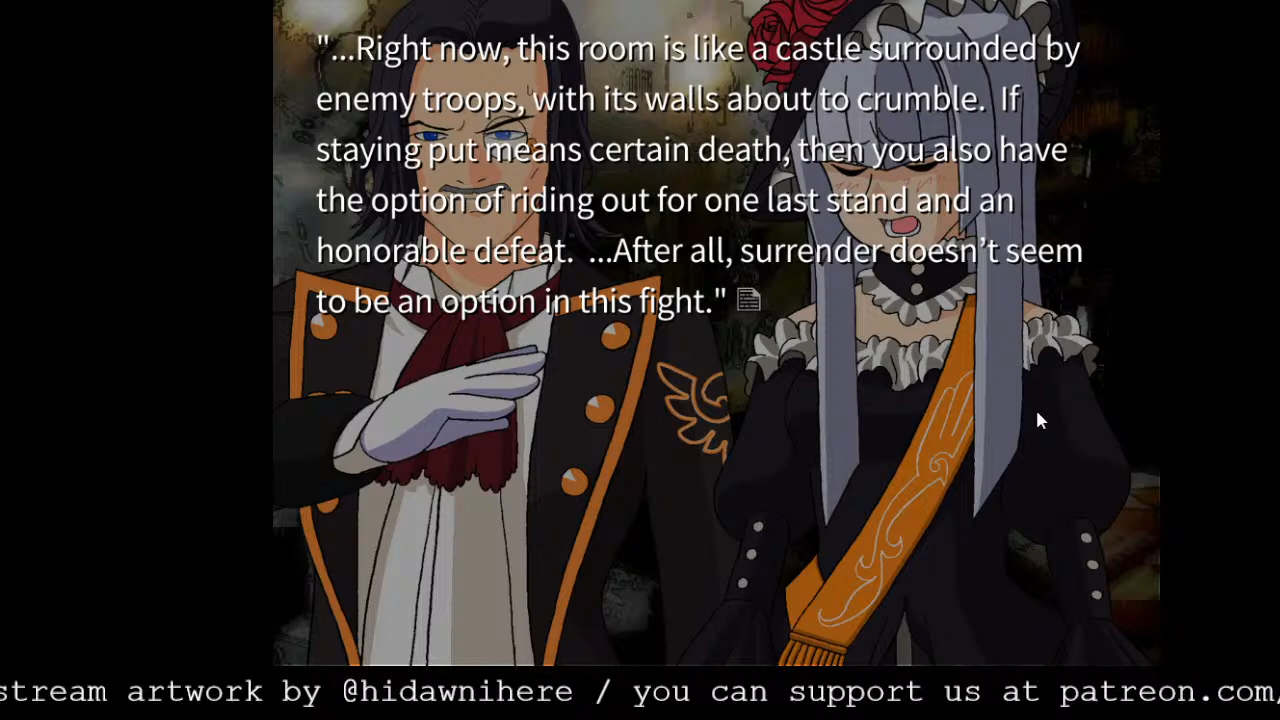 "...Right now, this room is like a castle surrounded by
enemy troops, with its walls about to crumble.  If
staying put means certain death, then you also have
the option of riding out for one last stand and an
honorable defeat.  ...After all, surrender doesn’t seem
to be an option in this fight."
stream artwork by @hidawnihere / you can support us at patreon.com/